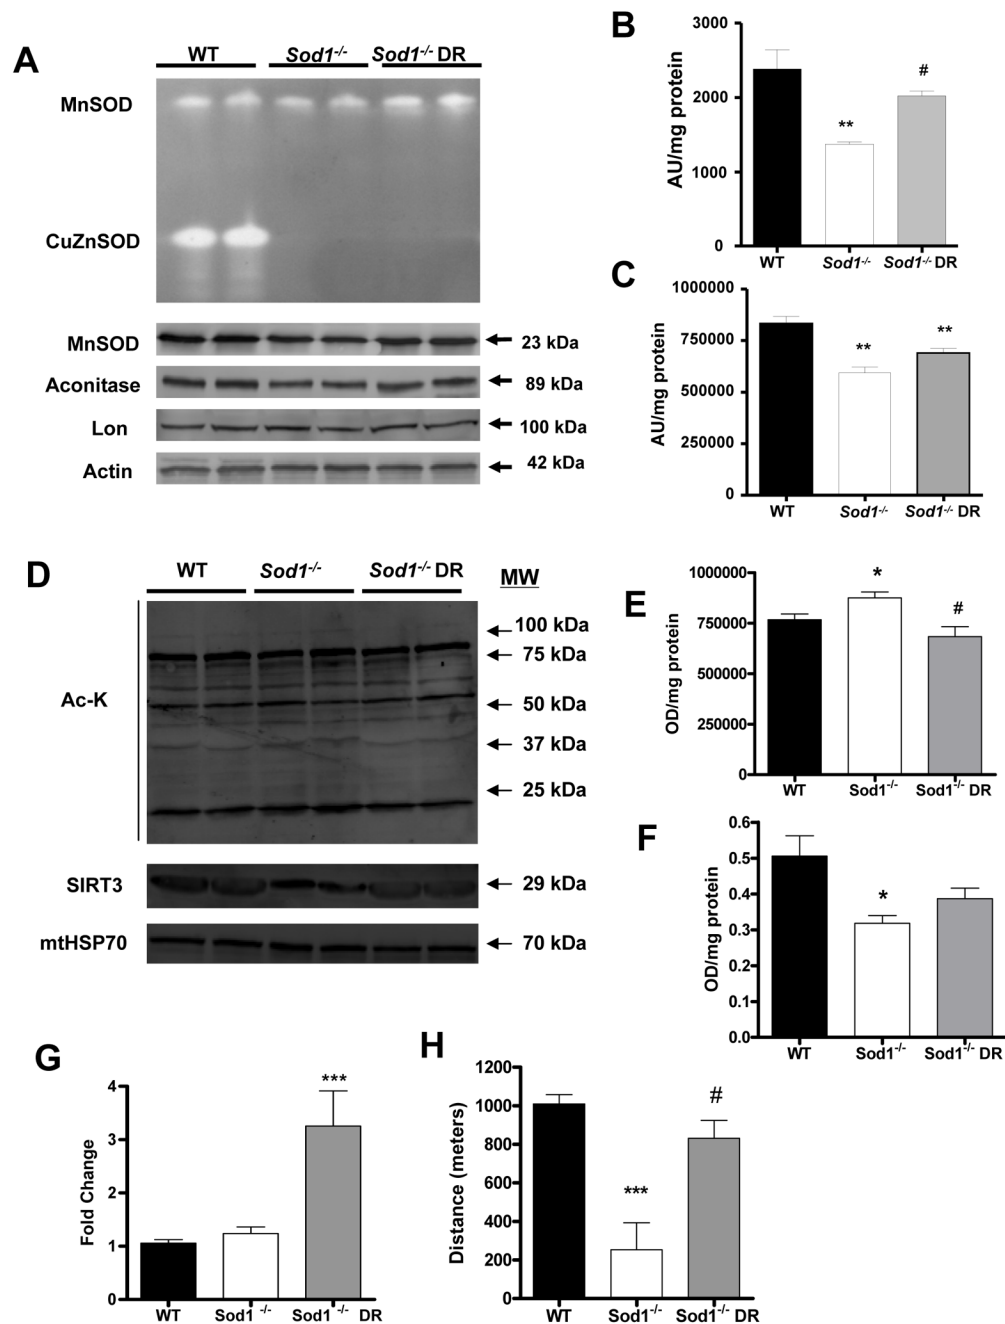 A
WT Sod1-/- Sod1-/- DR
MnSOD
CuZnSOD
MnSOD 23 kDa
Aconitase 89 kDa
Lon 100 kDa
Actin 42 kDa
B
AU/mg protein
3000
2000
1000
0
** #
WT Sod1-/- Sod1-/- DR
C
AU/mg protein
1000000
750000
500000
250000
0
** **
WT Sod1-/- Sod1-/- DR
D
WT Sod1-/- Sod1-/- DR MW
Ac-K
100 kDa
75 kDa
50 kDa
37 kDa
25 kDa
SIRT3 29 kDa
mtHSP70 70 kDa
E
OD/mg protein
1000000
750000
500000
250000
0
* #
WT Sod1-/- Sod1-/- DR
F
OD/mg protein
0.6
0.5
0.4
0.3
0.2
0.1
0.0
*
WT Sod1-/- Sod1-/- DR
G
Fold Change
4
3
2
1
0
***
WT Sod1 -/- Sod1-/- DR
H
Distance (meters)
1200
1000
800
600
400
200
0
*** #
WT Sod1-/- Sod1-/- DR